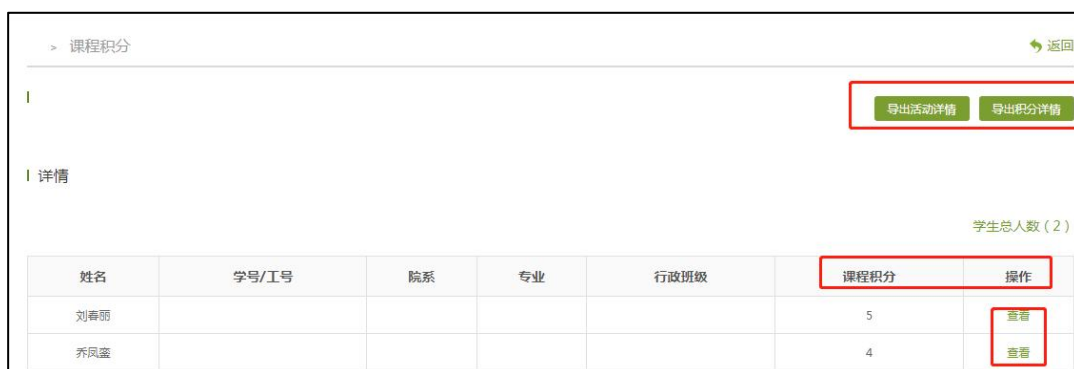 > 课程积分 返回
导出活动详情 导出积分详情
详情
学生总人数（2）
姓名 学号/工号 院系 专业 行政班级 课程积分 操作
刘春丽 5 查看
乔凤銮 4 查看